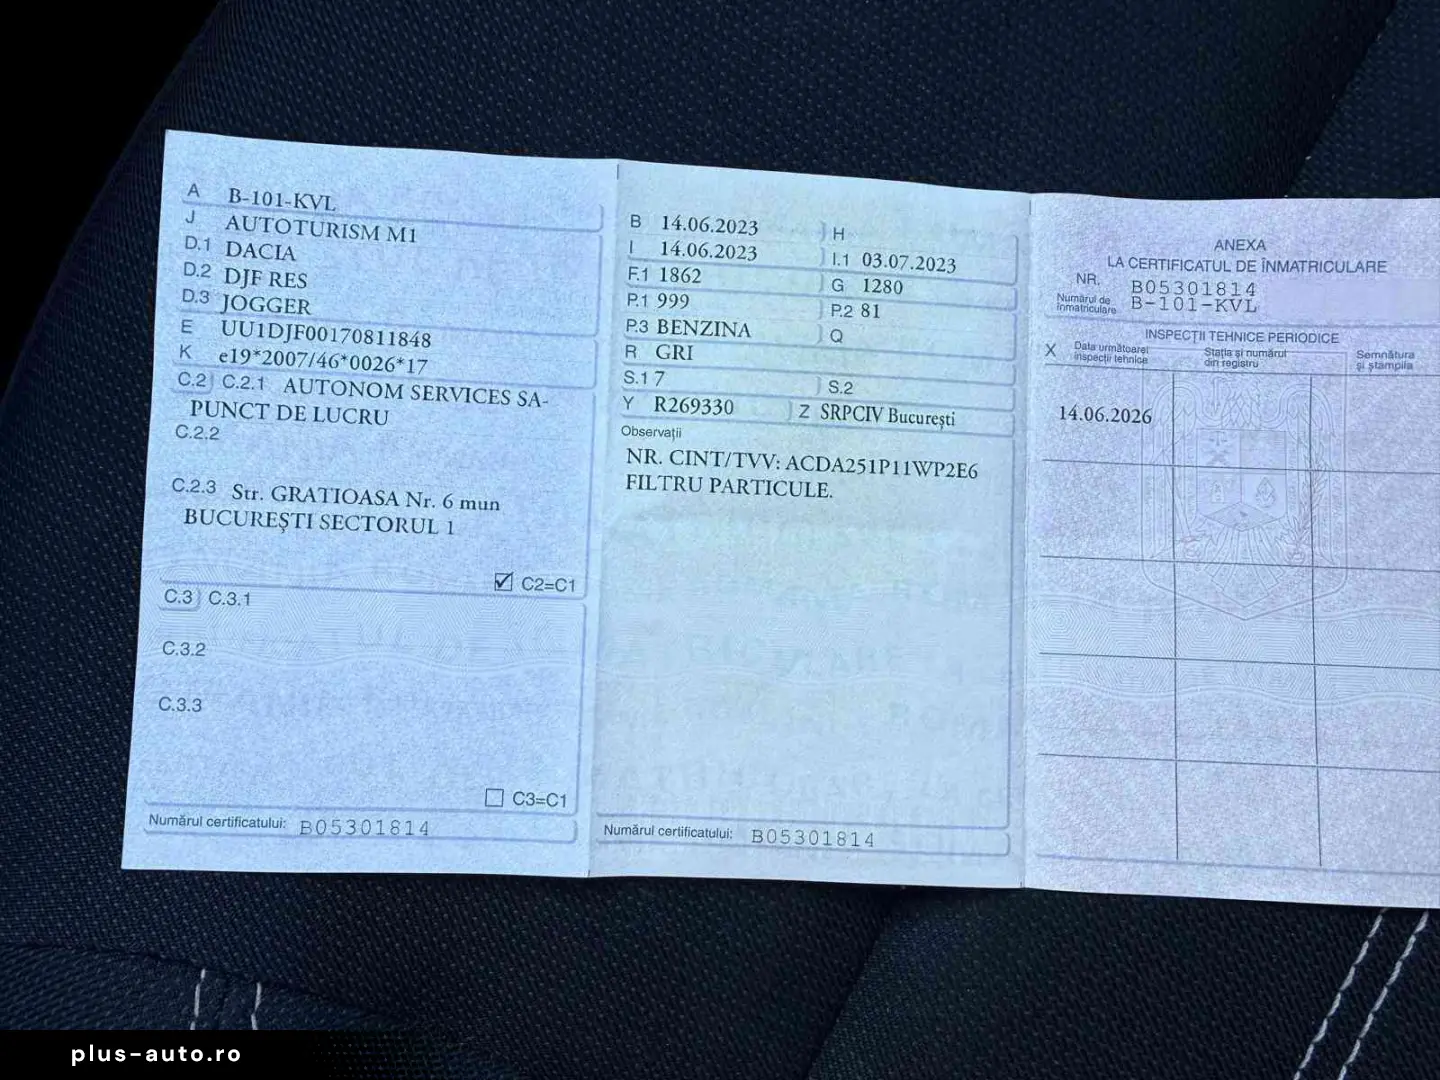 A B-101-KVL
J AUTOTURISM M1
D.1 DACIA
D.2 DJF RES
D.3 JOGGER
E UU1DJF00170811848
K e19*2007/46*0026*17
C.2 C.2.1 AUTONOM SERVICES SA-
PUNCT DE LUCRU
C.2.2
C.2.3 Str. GRATIOASA Nr. 6 mun
BUCUREŞTI SECTORUL 1
C2=C1
C.3 C.3.1
C.3.2
C.3.3
C3=C1
Numărul certificatului: B05301814
B 14.06.2023 H
I 14.06.2023 I.1 03.07.2023
F.1 1862 G 1280
P.1 999 P.2 81
P.3 BENZINA Q
R GRI
S.1 7 S.2
Y R269330 Z SRPCIV Bucureşti
Observaţii
NR. CINT/TVV: ACDA251P11WP2E6
FILTRU PARTICULE.
Numărul certificatului: B05301814
ANEXA
LA CERTIFICATUL DE ÎNMATRICULARE
NR. B05301814
Numărul de
înmatriculare B-101-KVL
INSPECŢII TEHNICE PERIODICE
X Data următoarei
inspecţii tehnice
Staţia şi numărul
din registru
Semnătura
şi ştampila
14.06.2026
plus-auto.ro